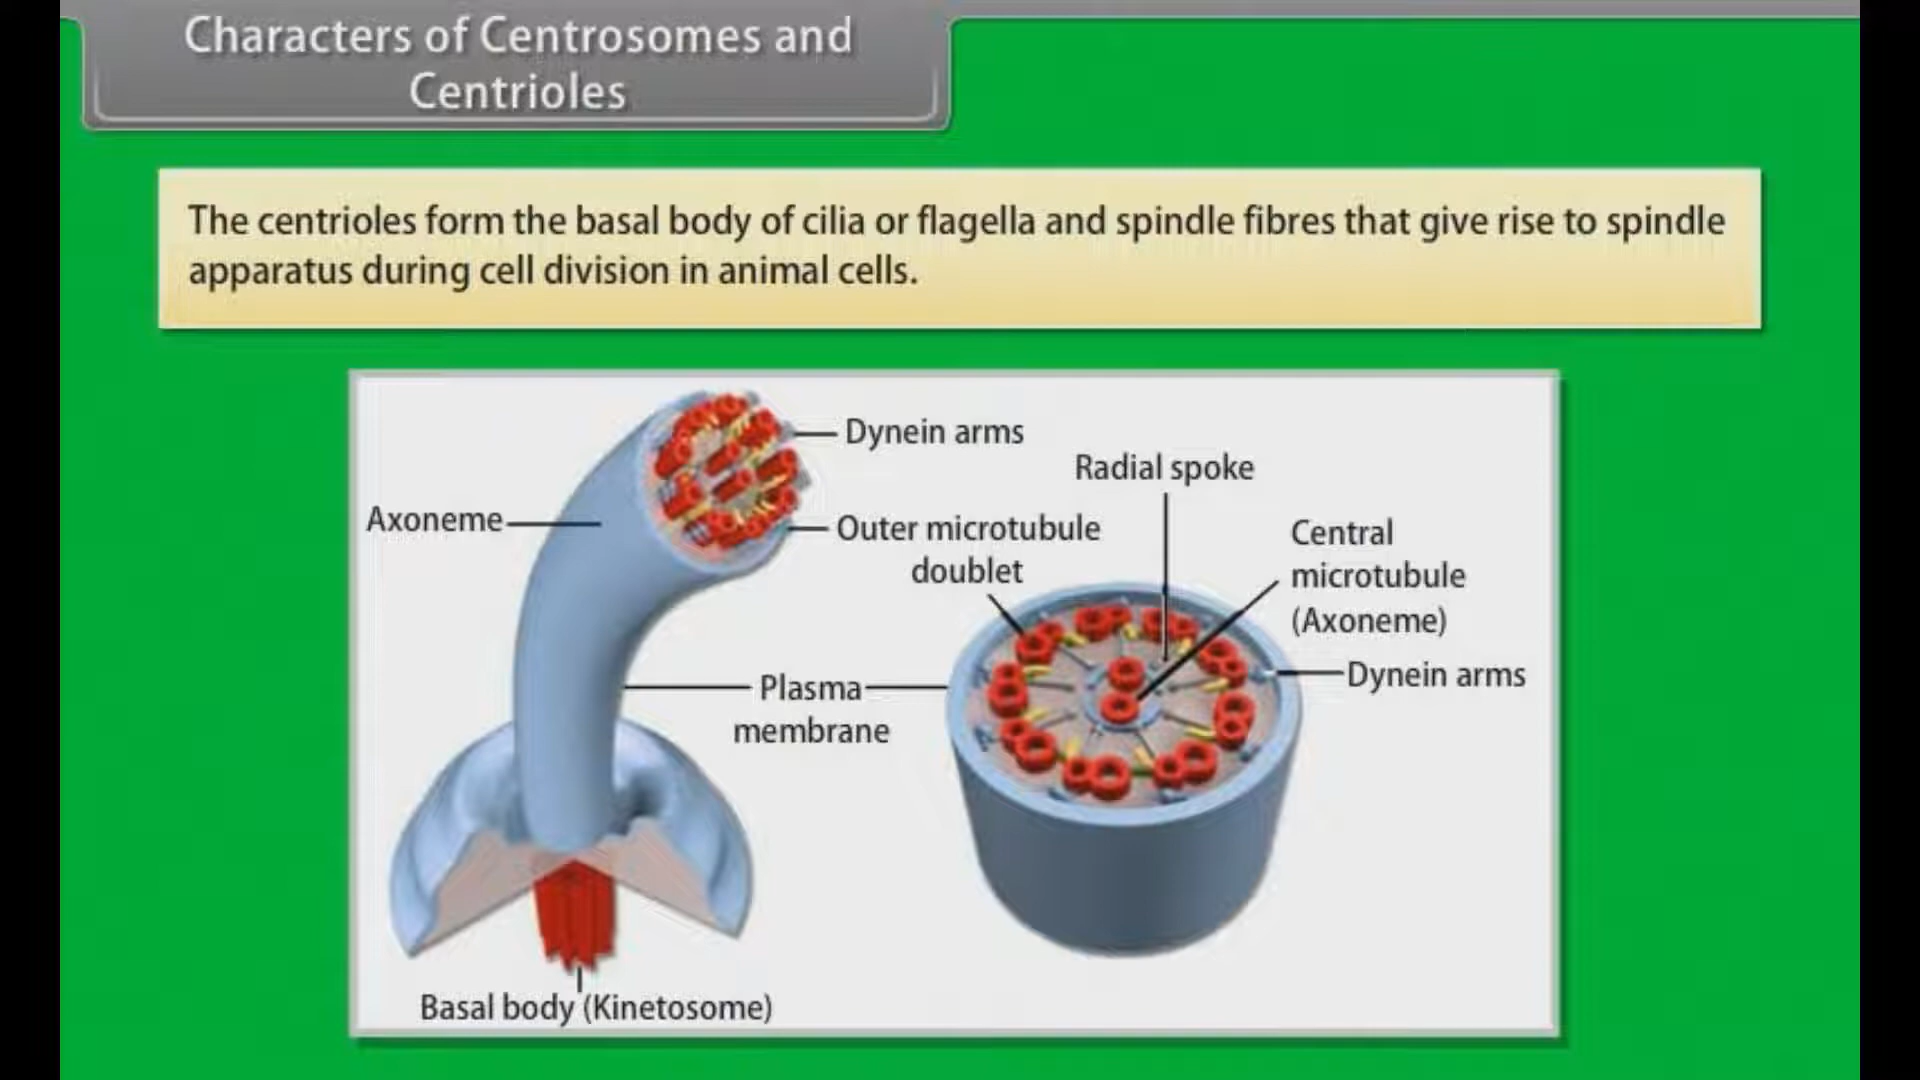 Characters of Centrosomes and
Centrioles
The centrioles form the basal body of cilia or flagella and spindle fibres that give rise to spindle
apparatus during cell division in animal cells.
Dynein arms
Radial spoke
Axoneme
Outer microtubule
doublet
Central
microtubule
(Axoneme)
Dynein arms
Plasma
membrane
Basal body (Kinetosome)